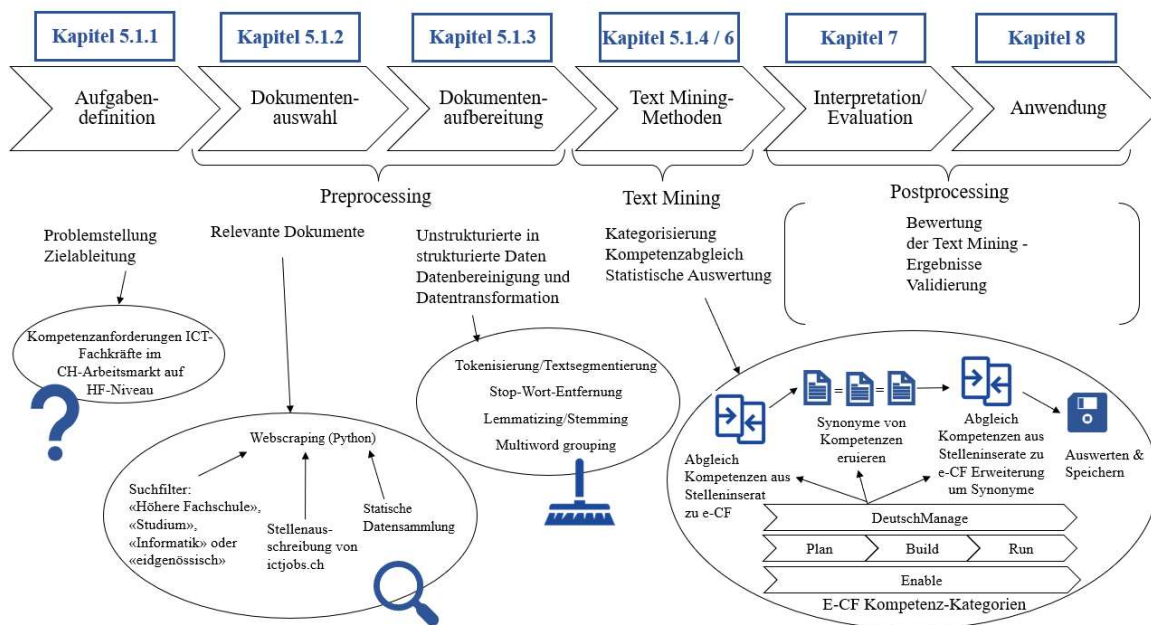 Kapitel 5.1.1
Kapitel 5.1.2
Kapitel 5.1.3
Kapitel 5.1.4 / 6
Kapitel 7
Kapitel 8
Aufgaben-
definition
Dokumenten-
auswahl
Dokumenten-
aufbereitung
Text Mining-
Methoden
Interpretation/
Evaluation
Anwendung
Preprocessing
Text Mining
Postprocessing
Problemstellung
Zielableitung
Relevante Dokumente
Unstrukturierte in
strukturierte Daten
Datenbereinigung und
Datentransformation
Kategorisierung
Kompetenzabgleich
Statistische Auswertung
Bewertung
der Text Mining -
Ergebnisse
Validierung
Kompetenzanforderungen ICT-
Fachkräfte im
CH-Arbeitsmarkt auf
HF-Niveau
Webscraping (Python)
Suchfilter:
«Höhere Fachschule»,
«Studium»,
«Informatik» oder
«eidgenössisch»
Stellenaus-
schreibung von
ictjobs.ch
Statische
Datensammlung
Tokenisierung/Textsegmentierung
Stop-Wort-Entfernung
Lemmatizing/Stemming
Multiword grouping
Abgleich
Kompetenzen aus
Stelleninserat
zu e-CF
= =
Synonyme von
Kompetenzen
eruieren
Abgleich
Kompetenzen aus
Stelleninserate zu
e-CF Erweiterung
um Synonyme
Auswerten &
Speichern
DeutschManage
Plan
Build
Run
Enable
E-CF Kompetenz-Kategorien